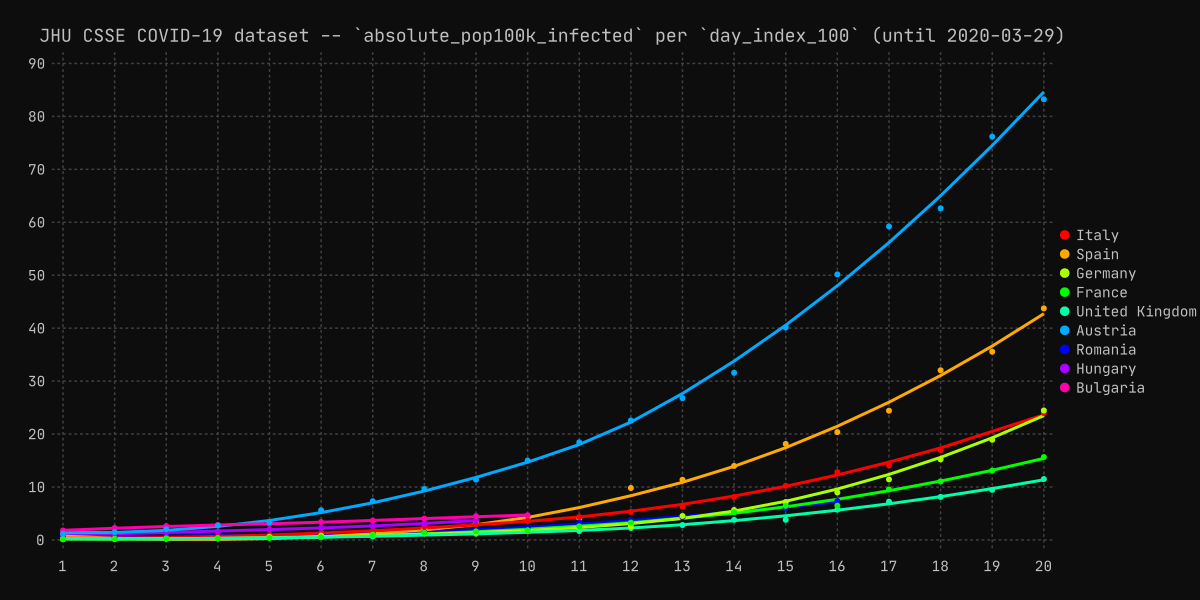 JHU CSSE COVID-19 dataset -- `absolute_pop100k_infected` per `day_index_100` (until 2020-03-29)
90
80
70
60
50
40
30
20
10
0
1 2 3 4 5 6 7 8 9 10 11 12 13 14 15 16 17 18 19 20
Italy
Spain
Germany
France
United Kingdom
Austria
Romania
Hungary
Bulgaria